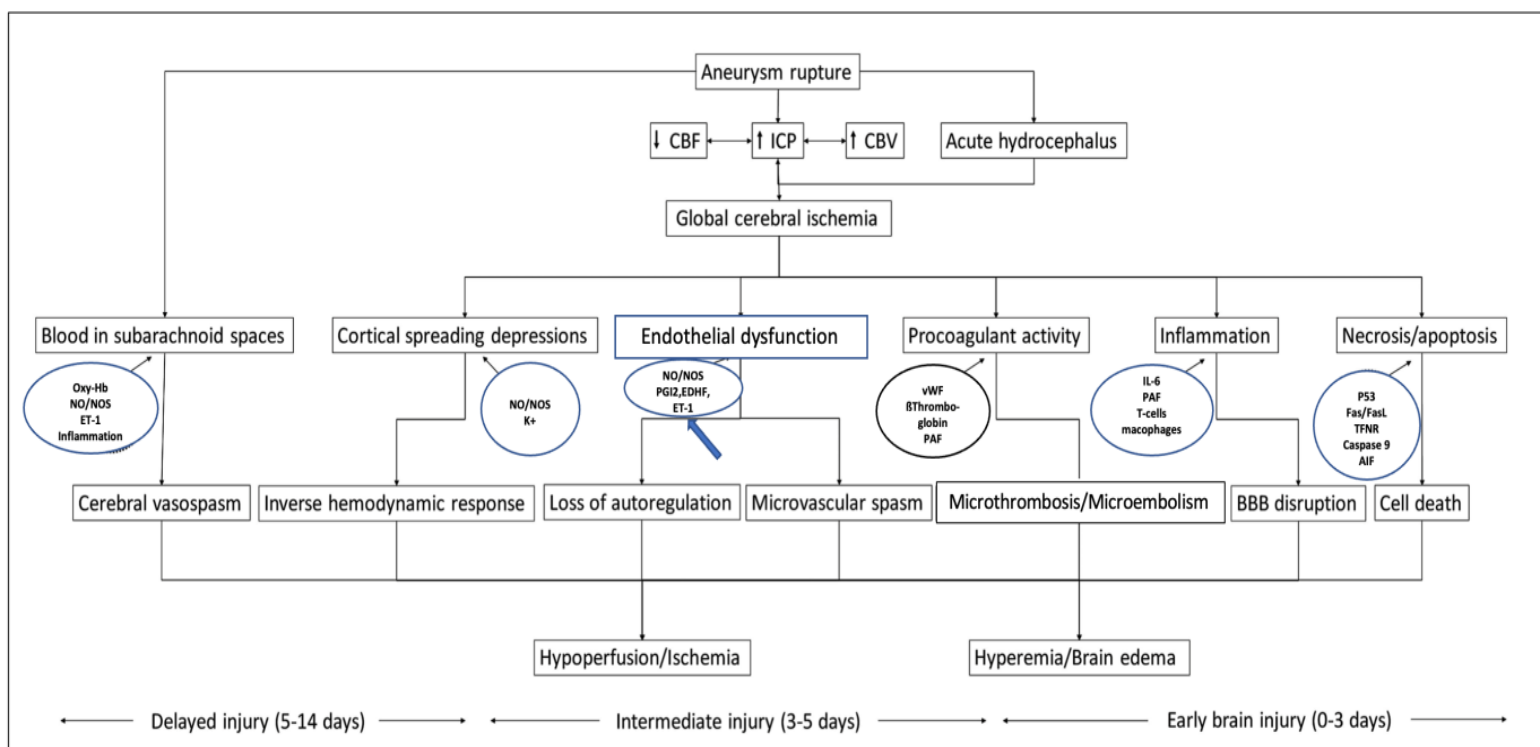 Aneurysm rupture
↓ CBF
↑ ICP
↑ CBV
Acute hydrocephalus
Global cerebral ischemia
Blood in subarachnoid spaces
Cortical spreading depressions
Endothelial dysfunction
Procoagulant activity
Inflammation
Necrosis/apoptosis
Oxy-Hb
NO/NOS
ET-1
Inflammation
NO/NOS
K+
NO/NOS
PGI2,EDHF,
ET-1
vWF
ßThrombo-
globin
PAF
IL-6
PAF
T-cells
macophages
P53
Fas/FasL
TFNR
Caspase 9
AIF
Cerebral vasospasm
Inverse hemodynamic response
Loss of autoregulation
Microvascular spasm
Microthrombosis/Microembolism
BBB disruption
Cell death
Hypoperfusion/Ischemia
Hyperemia/Brain edema
Delayed injury (5-14 days)
Intermediate injury (3-5 days)
Early brain injury (0-3 days)